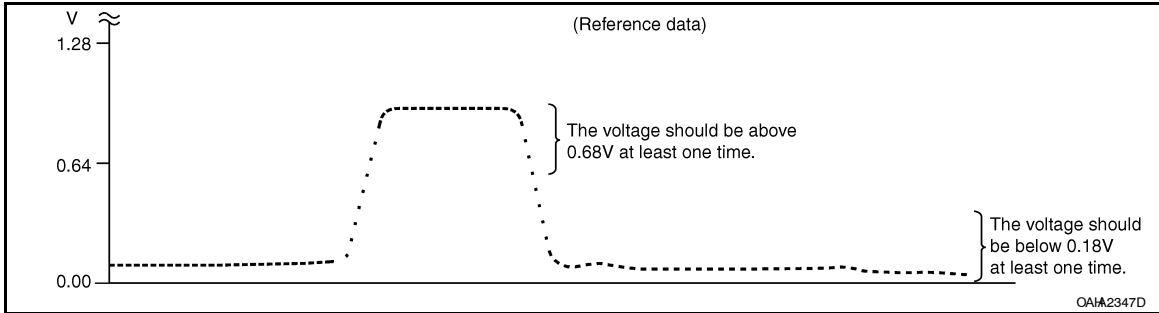 V
(Reference data)
1.28
The voltage should be above
0.68V at least one time.
0.64
The voltage should
be below 0.18V
at least one time.
0.00